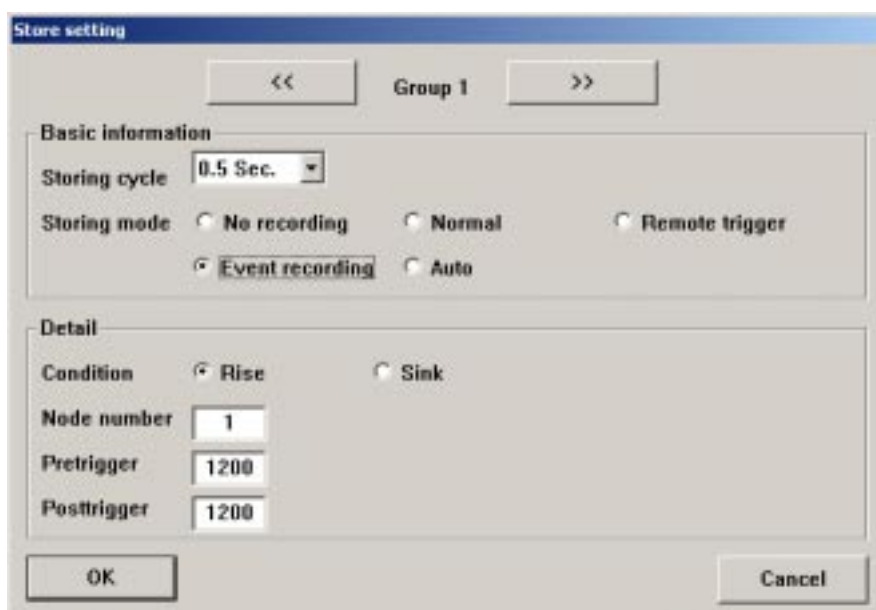 Store setting
<< Group 1 >>
Basic information
Storing cycle 0.5 Sec.
Storing mode No recording Normal Remote trigger
Event recording Auto
Detail
Condition Rise Sink
Node number 1
Pretrigger 1200
Posttrigger 1200
OK Cancel